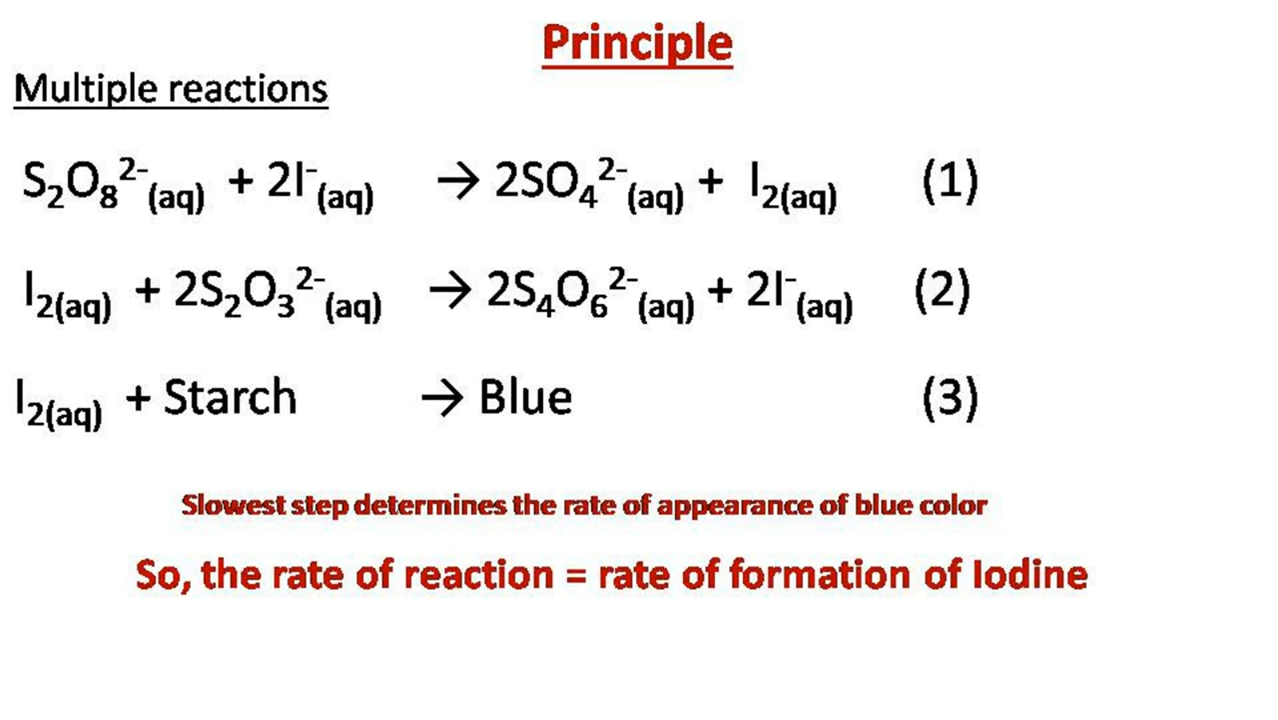 Principle
Multiple reactions
S₂O₈²⁻(aq) + 2I⁻(aq) → 2SO₄²⁻(aq) + I₂(aq) (1)
I₂(aq) + 2S₂O₃²⁻(aq) → 2S₄O₆²⁻(aq) + 2I⁻(aq) (2)
I₂(aq) + Starch → Blue (3)
Slowest step determines the rate of appearance of blue color
So, the rate of reaction = rate of formation of Iodine